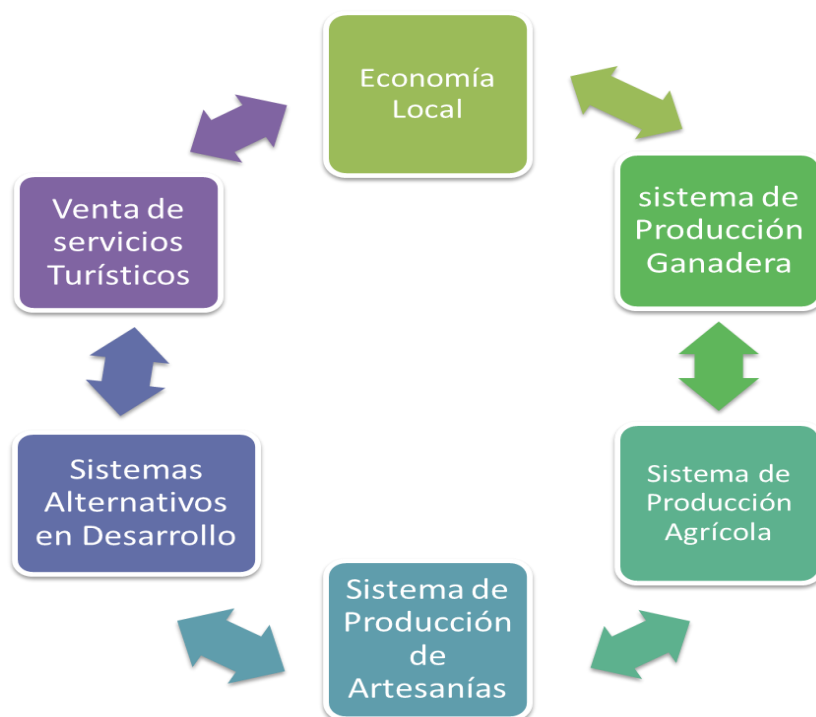 Economía
Local
sistema de
Producción
Ganadera
Sistema de
Producción
Agrícola
Sistema de
Producción
de
Artesanías
Sistemas
Alternativos
en Desarrollo
Venta de
servicios
Turísticos